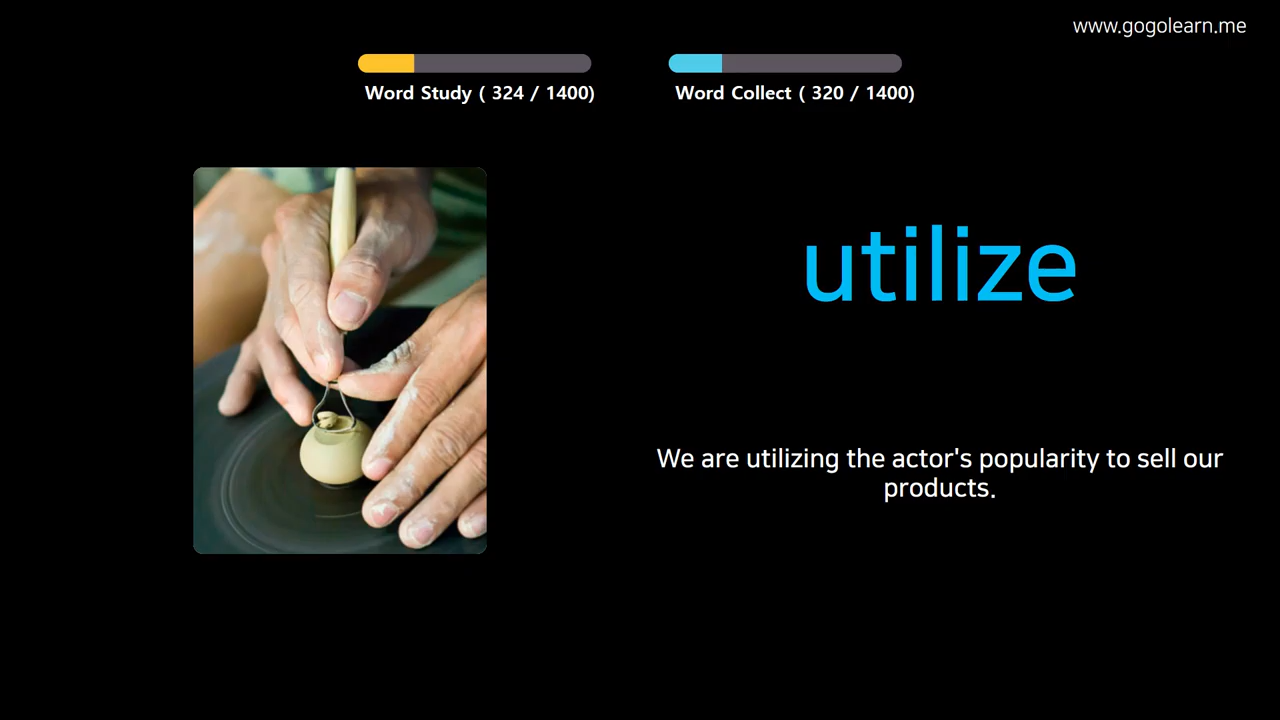 www.gogolearn.me
Word Study ( 324 / 1400)
Word Collect ( 320 / 1400)
utilize
We are utilizing the actor's popularity to sell our
products.